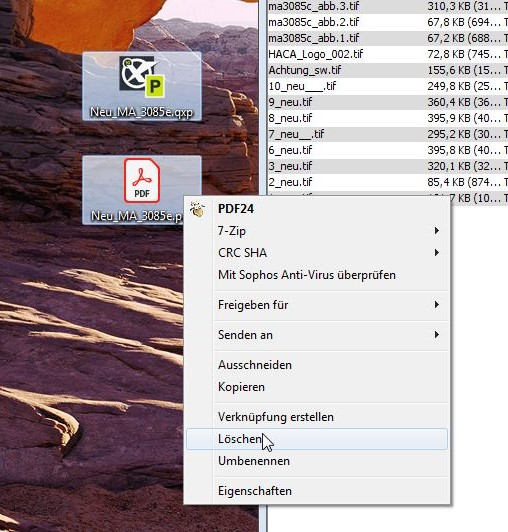 ma3085c_abb.3.tif 310,3 KB (31... T
ma3085c_abb.2.tif 67,8 KB (694... T
ma3085c_abb.1.tif 67,2 KB (688... T
HACA_Logo_002.tif 72,8 KB (745... T
Achtung_sw.tif 155,6 KB (15... T
10_neu___.tif 249,8 KB (25... T
9_neu.tif 360,4 KB (36... T
8_neu.tif 395,9 KB (40... T
7_neu__.tif 295,2 KB (30... T
6_neu.tif 395,8 KB (40... T
3_neu.tif 320,1 KB (32... T
2_neu.tif 85,4 KB (874... T
7 KB (10... T
P
Neu_MA_3085e.qxp
PDF
Neu_MA_3085e.p
PDF24
7-Zip
CRC SHA
Mit Sophos Anti-Virus überprüfen
Freigeben für
Senden an
Ausschneiden
Kopieren
Verknüpfung erstellen
Löschen
Umbenennen
Eigenschaften